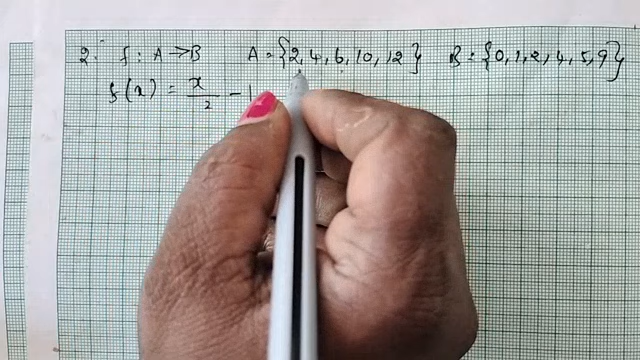 2. f : A → B A = {2, 4, 6, 10, 12} B = {0, 1, 2, 4, 5, 9}
f(x) = x/2 - 1